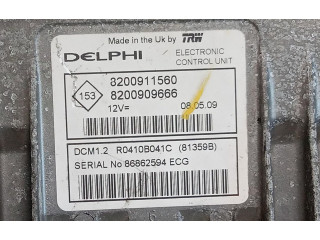 Made in the Uk by TRW
DELPHI
ELECTRONIC
CONTROL UNIT
153
8200911560
8200909666
12V=
08.05.09
DCM1.2 R0410B041C (81359B)
SERIAL No 86862594 ECG